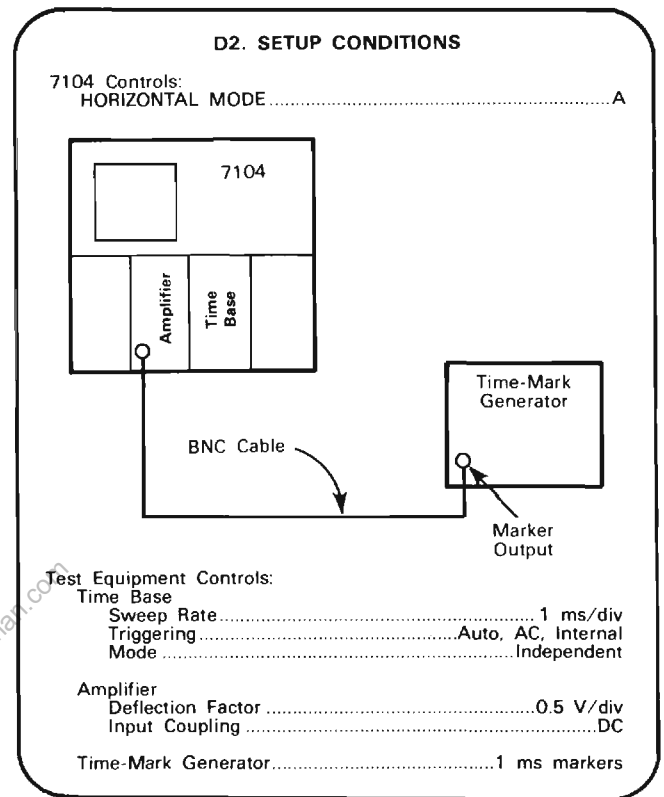 D2. SETUP CONDITIONS
7104 Controls:
HORIZONTAL MODE ........ A
7104
Amplifier
Time
Base
Time-Mark
Generator
BNC Cable
Marker
Output
Test Equipment Controls:
Time Base
Sweep Rate ........ 1 ms/div
Triggering ........ Auto, AC, Internal
Mode ........ Independent
Amplifier
Deflection Factor ........ 0.5 V/div
Input Coupling ........ DC
Time-Mark Generator ........ 1 ms markers